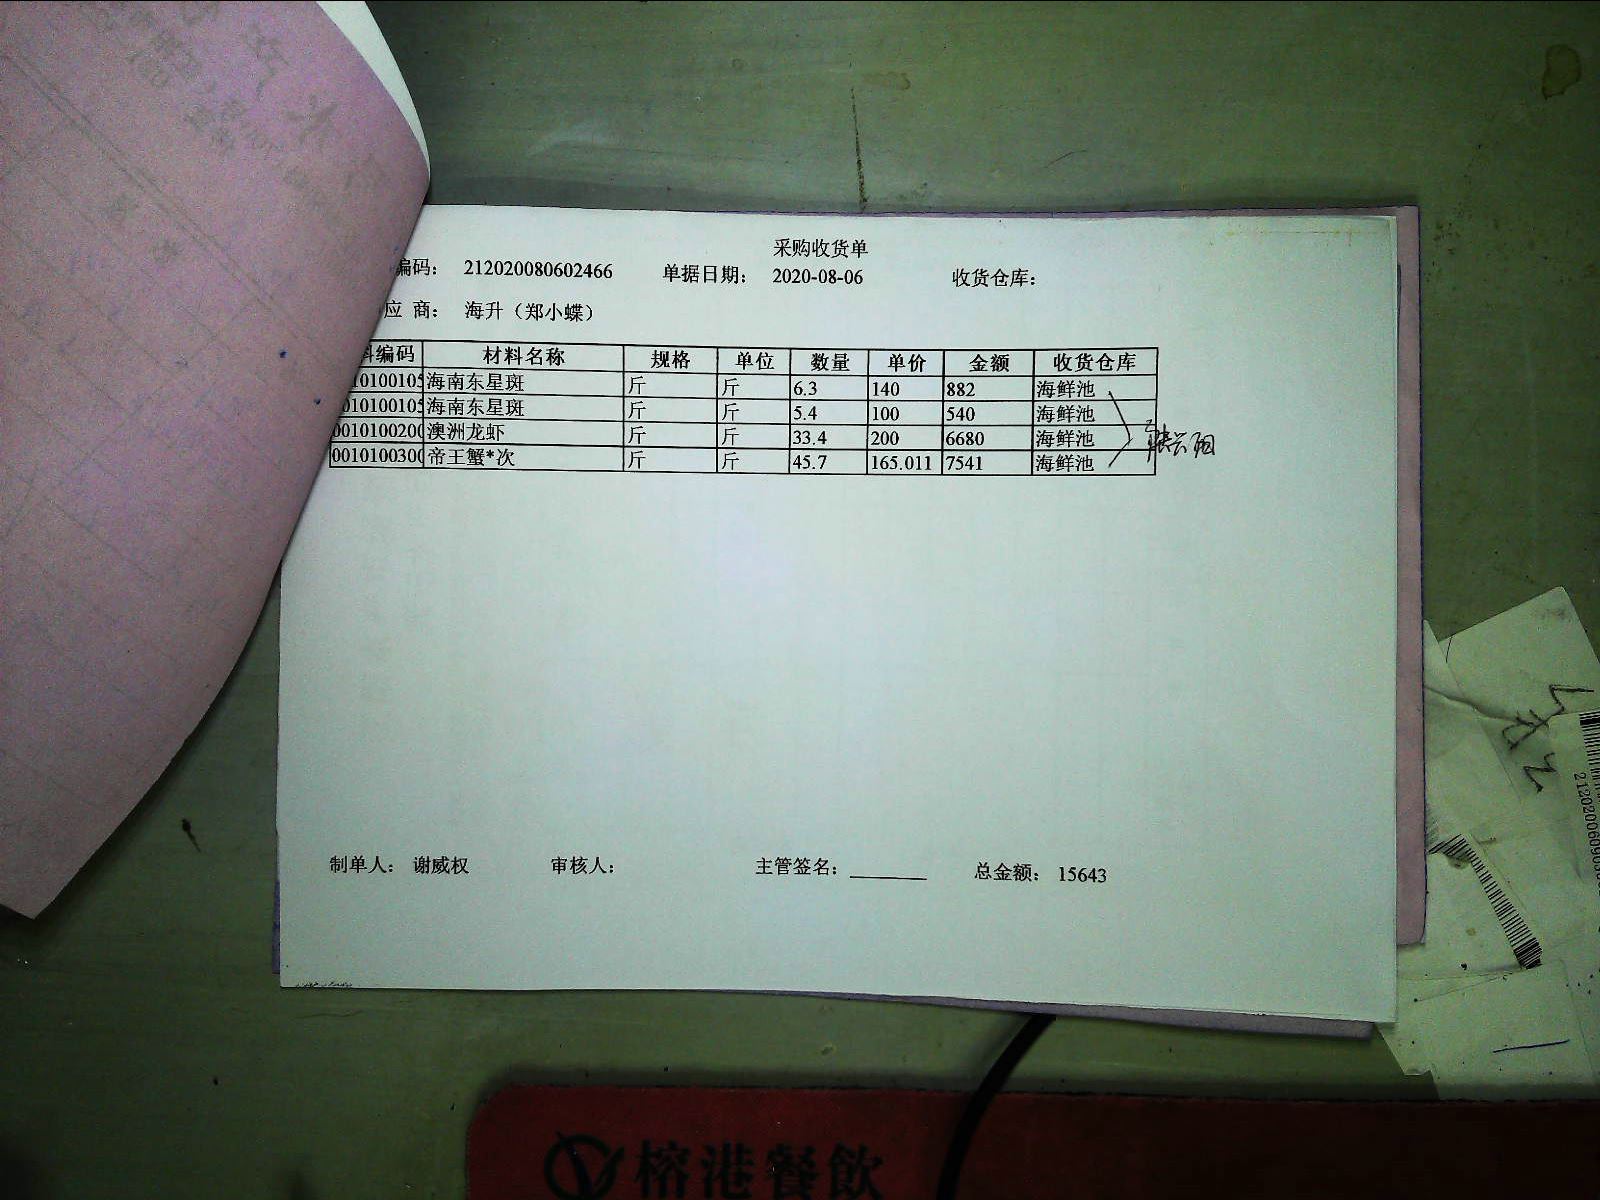 采购收货单
编码： 212020080602466 单据日期： 2020-08-06 收货仓库：
应 商： 海升（郑小蝶）
料编码 材料名称 规格 单位 数量 单价 金额 收货仓库
10100105 海南东星斑 斤 斤 6.3 140 882 海鲜池
010100105 海南东星斑 斤 斤 5.4 100 540 海鲜池
0010100200 澳洲龙虾 斤 斤 33.4 200 6680 海鲜池
0010100300 帝王蟹*次 斤 斤 45.7 165.011 7541 海鲜池
制单人： 谢威权 审核人： 主管签名： 总金额： 15643
榕港餐飲